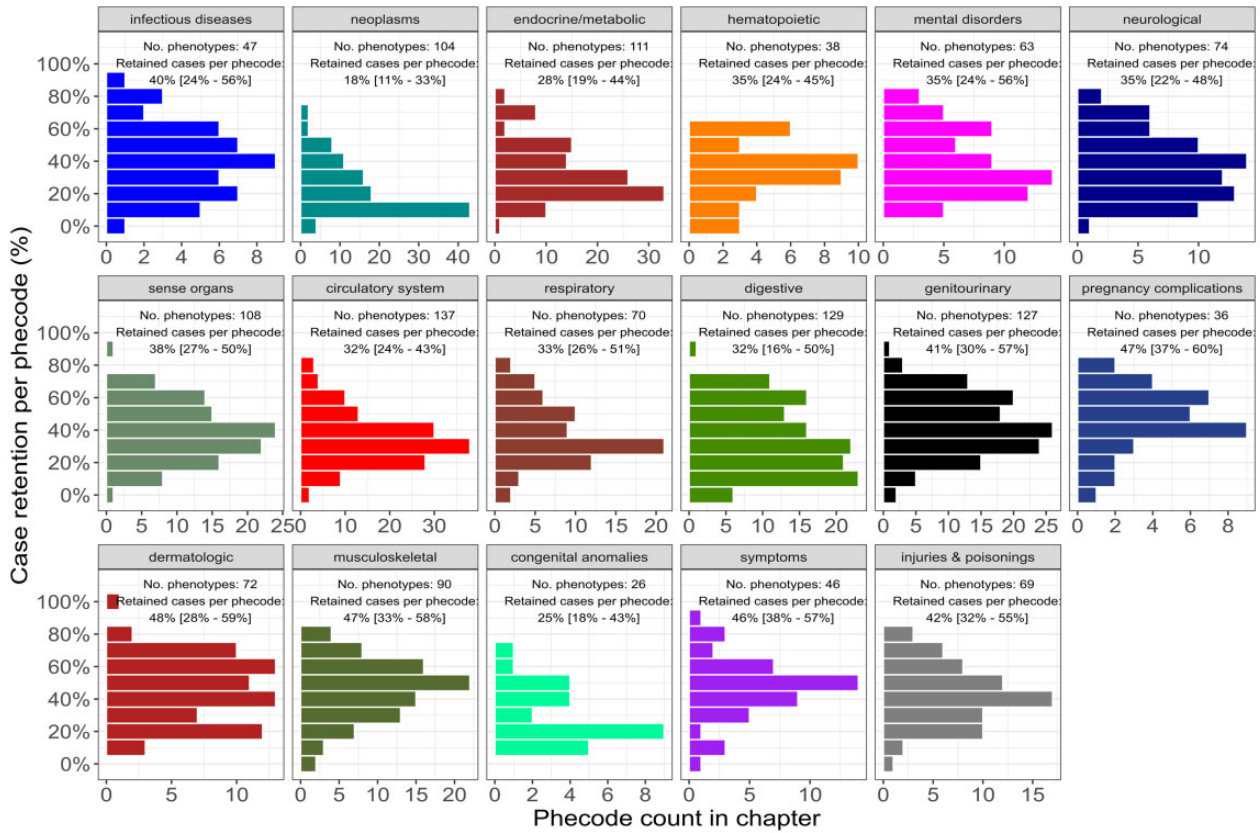 infectious diseases
neoplasms
endocrine/metabolic
hematopoietic
mental disorders
neurological
No. phenotypes: 47
Retained cases per phecode:
40% [24% - 56%]
No. phenotypes: 104
Retained cases per phecode:
18% [11% - 33%]
No. phenotypes: 111
Retained cases per phecode:
28% [19% - 44%]
No. phenotypes: 38
Retained cases per phecode:
35% [24% - 45%]
No. phenotypes: 63
Retained cases per phecode:
35% [24% - 56%]
No. phenotypes: 74
Retained cases per phecode:
35% [22% - 48%]
100%
80%
60%
40%
20%
0%
0 2 4 6 8
0 10 20 30 40
0 10 20 30
0 2 4 6 8 10
0 5 10
0 5 10
Case retention per phecode (%)
sense organs
circulatory system
respiratory
digestive
genitourinary
pregnancy complications
No. phenotypes: 108
Retained cases per phecode:
38% [27% - 50%]
No. phenotypes: 137
Retained cases per phecode:
32% [24% - 43%]
No. phenotypes: 70
Retained cases per phecode:
33% [26% - 51%]
No. phenotypes: 129
Retained cases per phecode:
32% [16% - 50%]
No. phenotypes: 127
Retained cases per phecode:
41% [30% - 57%]
No. phenotypes: 36
Retained cases per phecode:
47% [37% - 60%]
100%
80%
60%
40%
20%
0%
0 5 10 15 20 25
0 10 20 30
0 5 10 15 20
0 5 10 15 20
0 5 10 15 20 25
0 2 4 6 8
dermatologic
musculoskeletal
congenital anomalies
symptoms
injuries & poisonings
No. phenotypes: 72
Retained cases per phecode:
48% [28% - 59%]
No. phenotypes: 90
Retained cases per phecode:
47% [33% - 58%]
No. phenotypes: 26
Retained cases per phecode:
25% [18% - 43%]
No. phenotypes: 46
Retained cases per phecode:
46% [38% - 57%]
No. phenotypes: 69
Retained cases per phecode:
42% [32% - 55%]
100%
80%
60%
40%
20%
0%
0 5 10
0 5 10 15 20
0 2 4 6 8
0 5 10
0 5 10 15
Phecode count in chapter